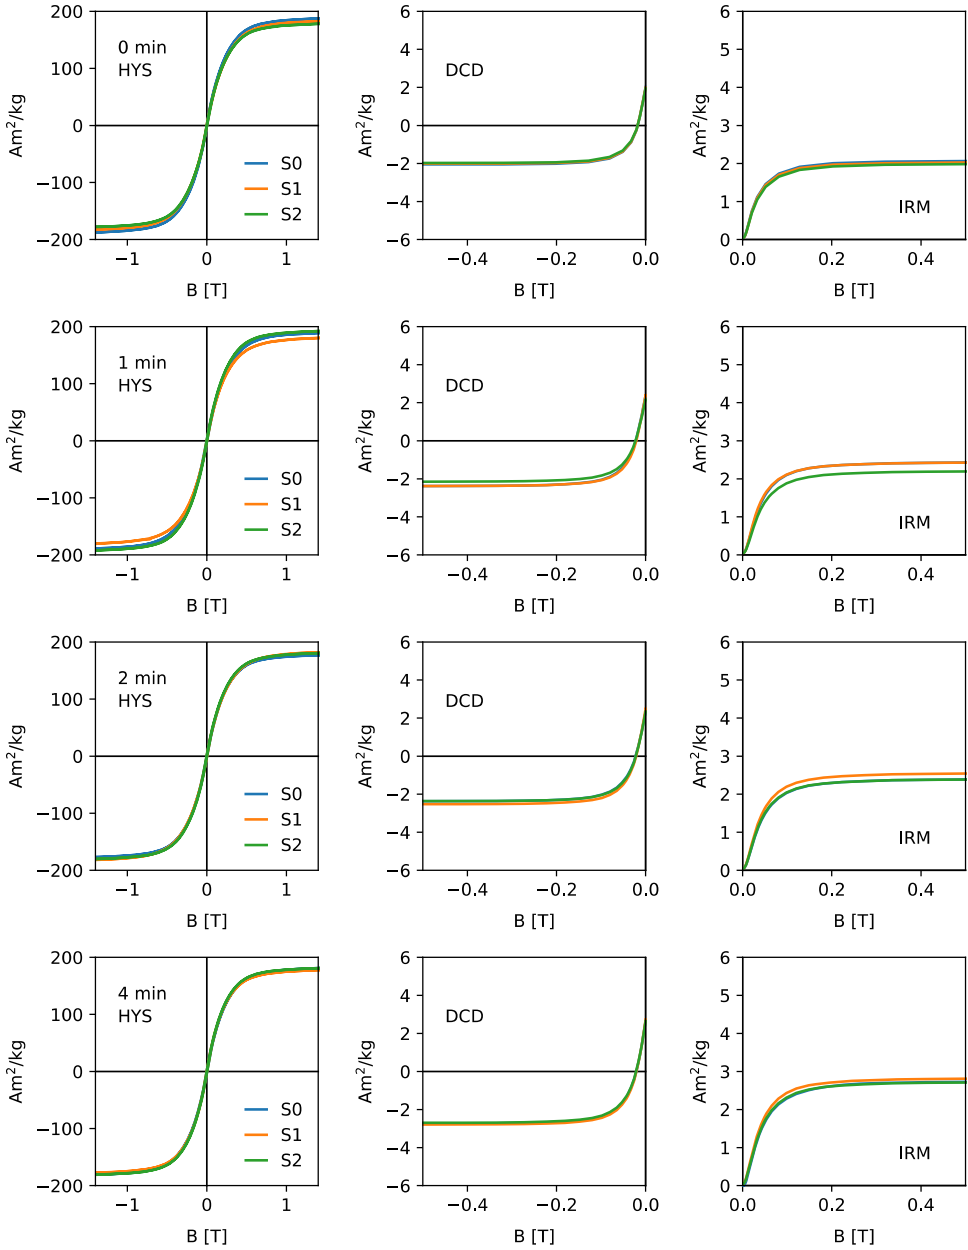 200
100
0
−100
−200
Am²/kg
0 min
HYS
S0
S1
S2
−1 0 1
B [T]
6
4
2
0
−2
−4
−6
Am²/kg
DCD
−0.4 −0.2 0.0
B [T]
6
5
4
3
2
1
0
Am²/kg
IRM
0.0 0.2 0.4
B [T]
200
100
0
−100
−200
Am²/kg
1 min
HYS
S0
S1
S2
−1 0 1
B [T]
6
4
2
0
−2
−4
−6
Am²/kg
DCD
−0.4 −0.2 0.0
B [T]
6
5
4
3
2
1
0
Am²/kg
IRM
0.0 0.2 0.4
B [T]
200
100
0
−100
−200
Am²/kg
2 min
HYS
S0
S1
S2
−1 0 1
B [T]
6
4
2
0
−2
−4
−6
Am²/kg
DCD
−0.4 −0.2 0.0
B [T]
6
5
4
3
2
1
0
Am²/kg
IRM
0.0 0.2 0.4
B [T]
200
100
0
−100
−200
Am²/kg
4 min
HYS
S0
S1
S2
−1 0 1
B [T]
6
4
2
0
−2
−4
−6
Am²/kg
DCD
−0.4 −0.2 0.0
B [T]
6
5
4
3
2
1
0
Am²/kg
IRM
0.0 0.2 0.4
B [T]